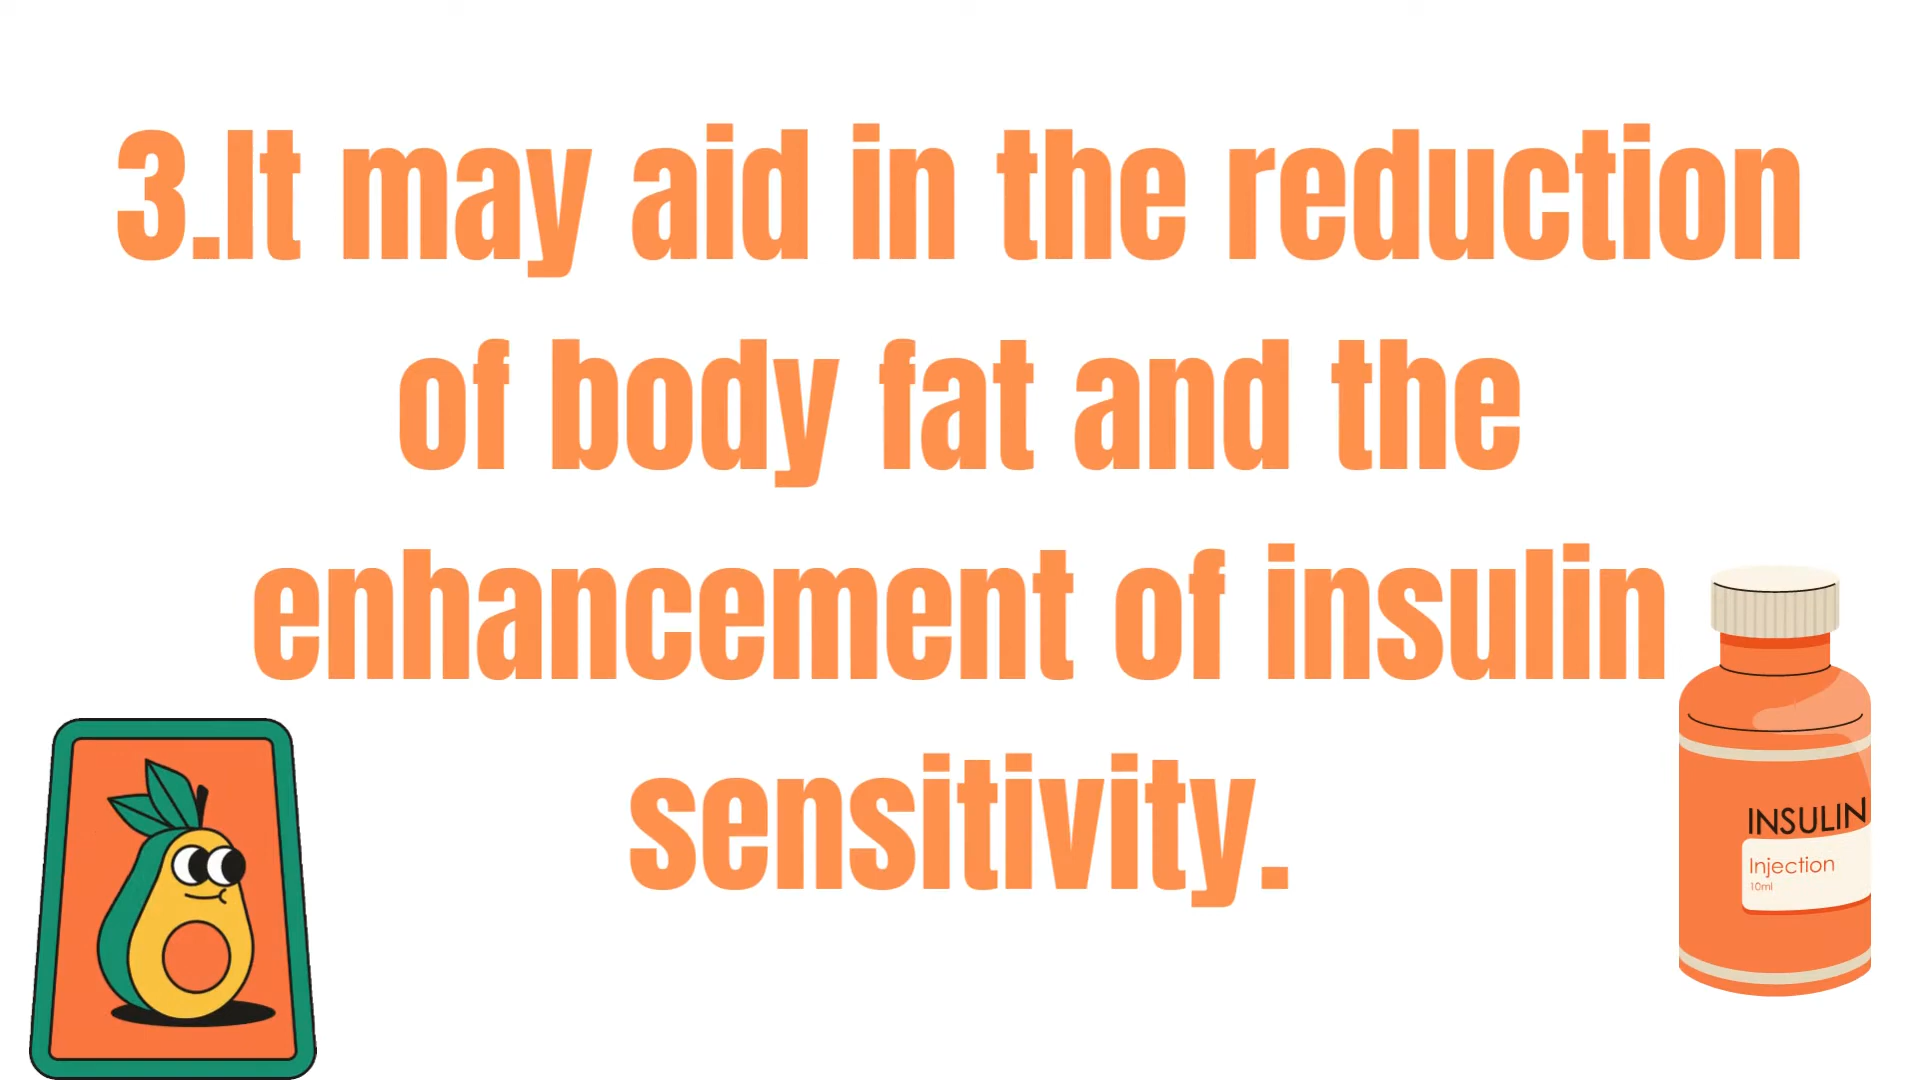 3.It may aid in the reduction
of body fat and the
enhancement of insulin
sensitivity.
INSULIN
Injection
10ml